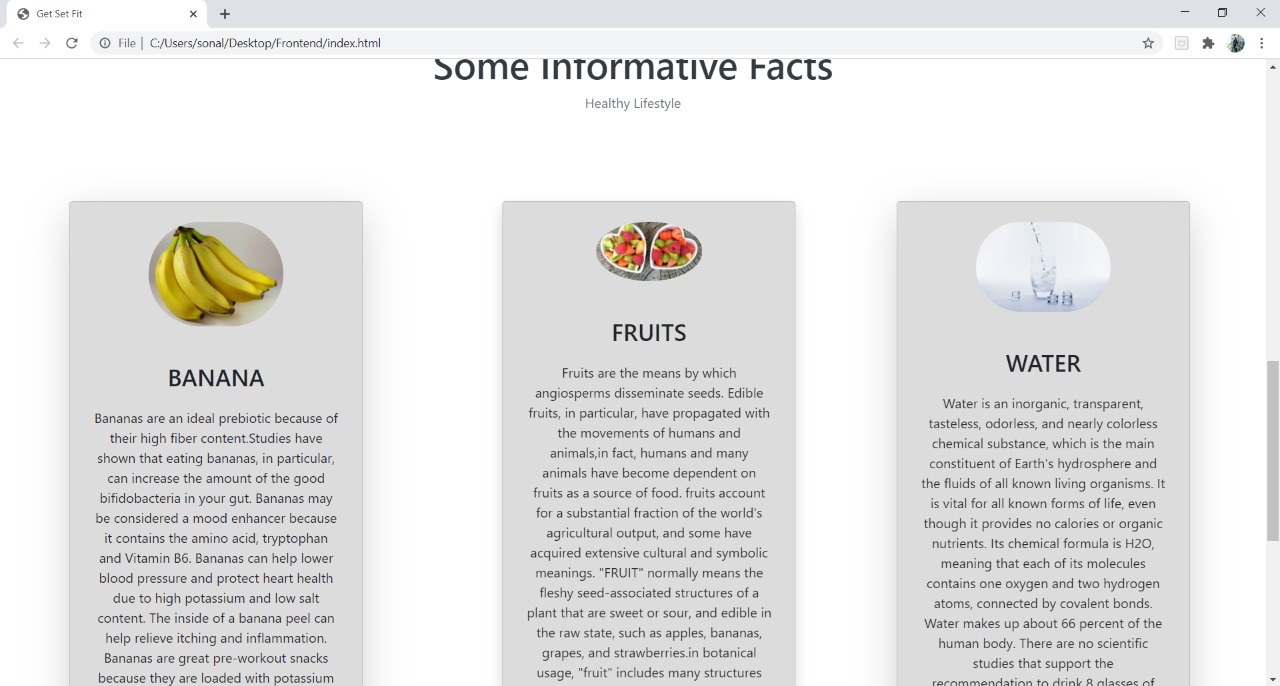 Get Set Fit
File | C:/Users/sonal/Desktop/Frontend/index.html
Some Informative Facts
Healthy Lifestyle
BANANA
Bananas are an ideal prebiotic because of
their high fiber content.Studies have
shown that eating bananas, in particular,
can increase the amount of the good
bifidobacteria in your gut. Bananas may
be considered a mood enhancer because
it contains the amino acid, tryptophan
and Vitamin B6. Bananas can help lower
blood pressure and protect heart health
due to high potassium and low salt
content. The inside of a banana peel can
help relieve itching and inflammation.
Bananas are great pre-workout snacks
because they are loaded with potassium
FRUITS
Fruits are the means by which
angiosperms disseminate seeds. Edible
fruits, in particular, have propagated with
the movements of humans and
animals,in fact, humans and many
animals have become dependent on
fruits as a source of food. fruits account
for a substantial fraction of the world's
agricultural output, and some have
acquired extensive cultural and symbolic
meanings. "FRUIT" normally means the
fleshy seed-associated structures of a
plant that are sweet or sour, and edible in
the raw state, such as apples, bananas,
grapes, and strawberries.in botanical
usage, "fruit" includes many structures
WATER
Water is an inorganic, transparent,
tasteless, odorless, and nearly colorless
chemical substance, which is the main
constituent of Earth's hydrosphere and
the fluids of all known living organisms. It
is vital for all known forms of life, even
though it provides no calories or organic
nutrients. Its chemical formula is H2O,
meaning that each of its molecules
contains one oxygen and two hydrogen
atoms, connected by covalent bonds.
Water makes up about 66 percent of the
human body. There are no scientific
studies that support the
recommendation to drink 8 glasses of